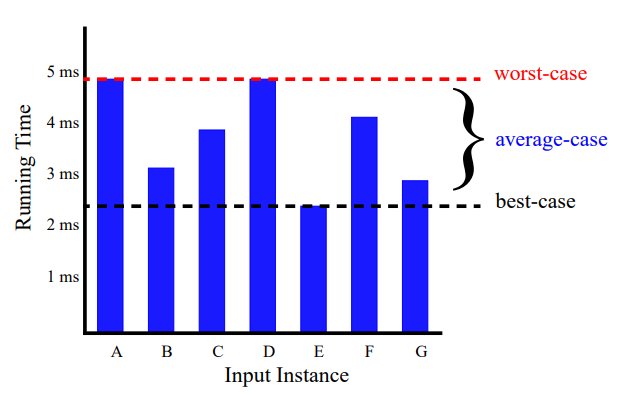 5 ms
4 ms
3 ms
2 ms
1 ms
Running Time
worst-case
average-case
best-case
A B C D E F G
Input Instance